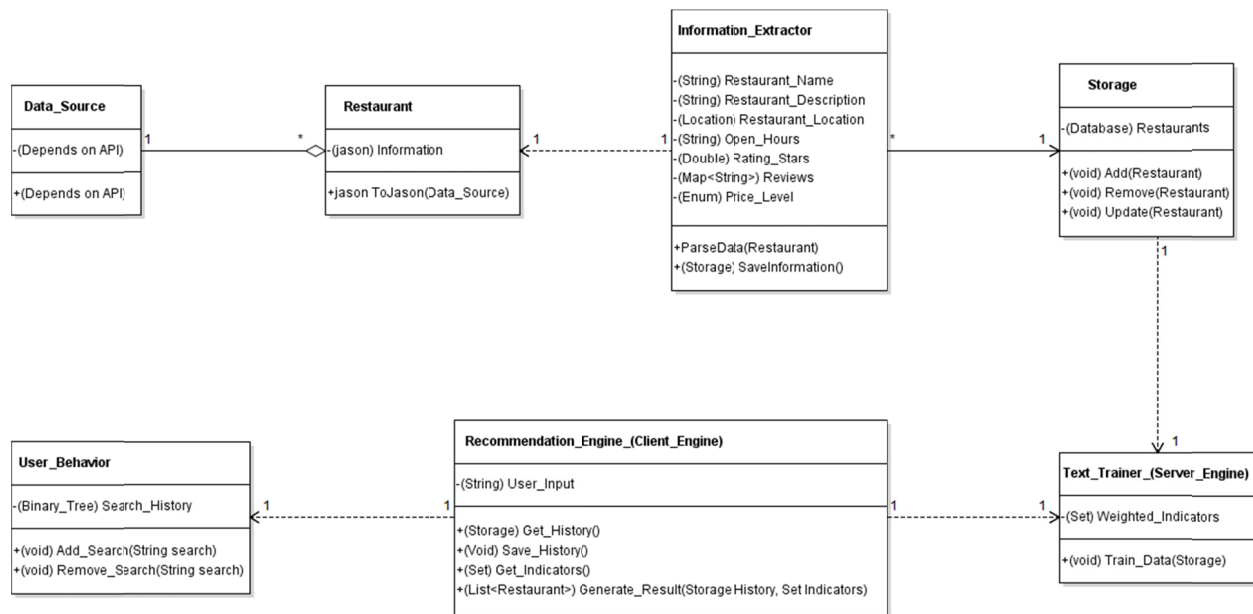 Data_Source
-(Depends on API)
+(Depends on API)
1
*
Restaurant
-(jason) Information
+jason ToJason(Data_Source)
1
1
Information_Extractor
-(String) Restaurant_Name
-(String) Restaurant_Description
-(Location) Restaurant_Location
-(String) Open_Hours
-(Double) Rating_Stars
-(Map<String>) Reviews
-(Enum) Price_Level
+ParseData(Restaurant)
+(Storage) SaveInformation()
*
1
Storage
-(Database) Restaurants
+(void) Add(Restaurant)
+(void) Remove(Restaurant)
+(void) Update(Restaurant)
1
1
User_Behavior
-(Binary_Tree) Search_History
+(void) Add_Search(String search)
+(void) Remove_Search(String search)
1
1
Recommendation_Engine_(Client_Engine)
-(String) User_Input
+(Storage) Get_History()
+(Void) Save_History()
+(Set) Get_Indicators()
+(List<Restaurant>) Generate_Result(Storage History, Set Indicators)
1
1
Text_Trainer_(Server_Engine)
-(Set) Weighted_Indicators
+(void) Train_Data(Storage)